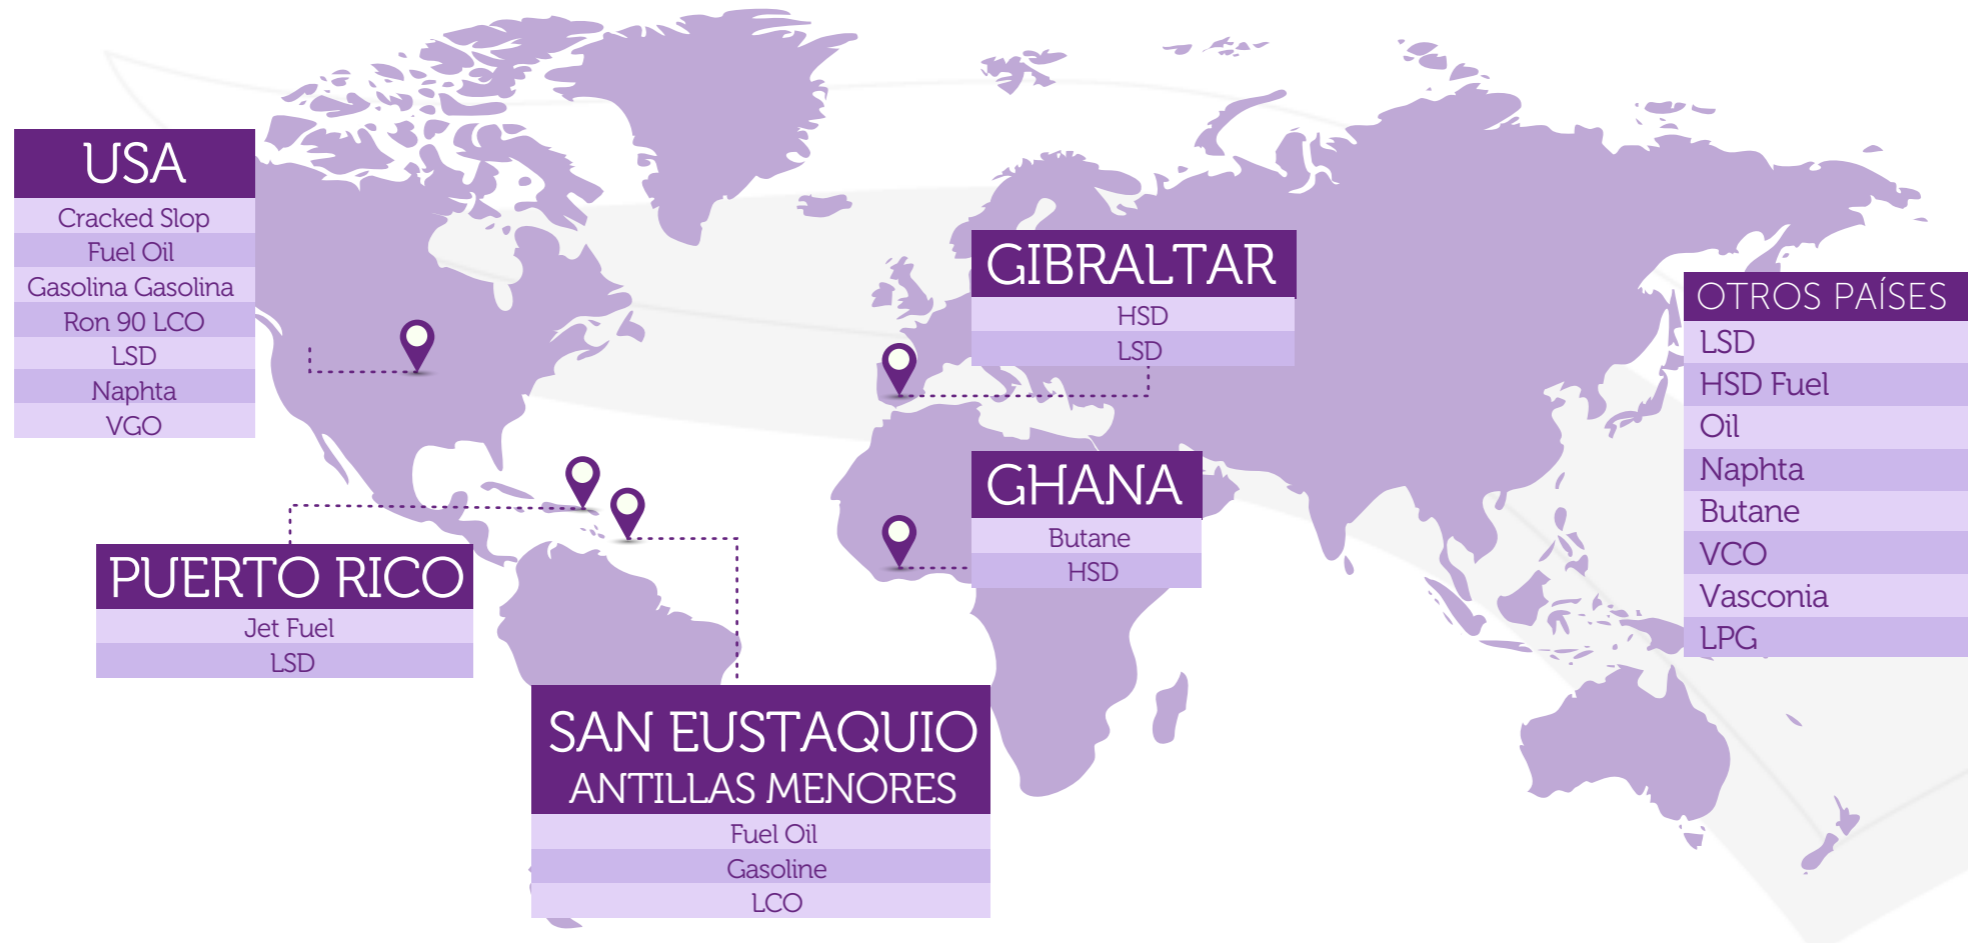 USA
Cracked Slop
Fuel Oil
Gasolina Gasolina
Ron 90 LCO
LSD
Naphta
VGO
GIBRALTAR
HSD
LSD
OTROS PAÍSES
LSD
HSD Fuel
Oil
Naphta
Butane
VCO
Vasconia
LPG
GHANA
Butane
HSD
PUERTO RICO
Jet Fuel
LSD
SAN EUSTAQUIO
ANTILLAS MENORES
Fuel Oil
Gasoline
LCO